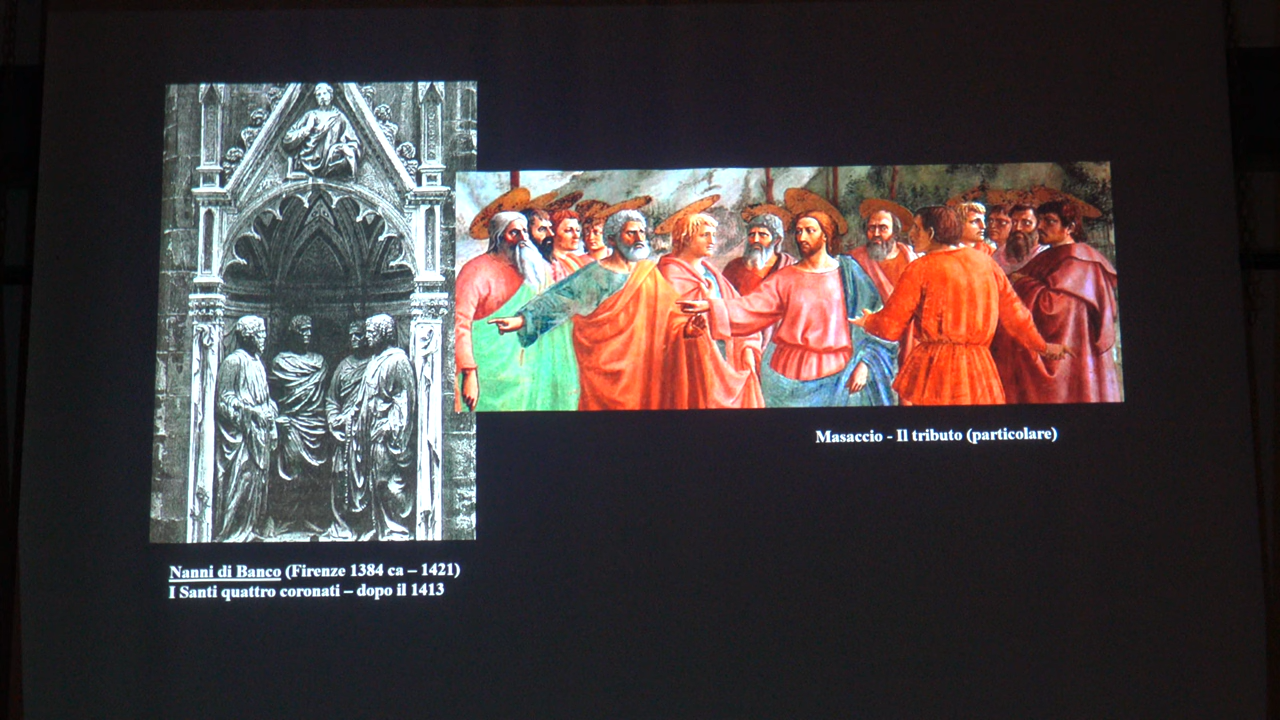 Masaccio - Il tributo (particolare)
Nanni di Banco (Firenze 1384 ca – 1421)
I Santi quattro coronati – dopo il 1413